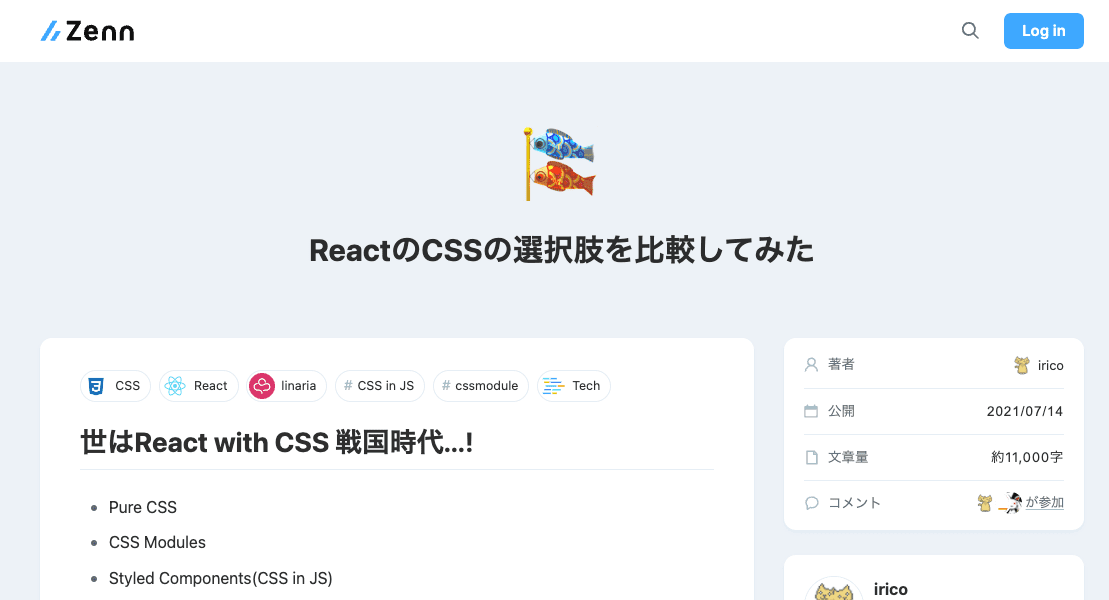 Zenn
Log in
ReactのCSSの選択肢を比較してみた
CSS
React
linaria
# CSS in JS
# cssmodule
Tech
世はReact with CSS 戦国時代...!
Pure CSS
CSS Modules
Styled Components(CSS in JS)
著者 irico
公開 2021/07/14
文章量 約11,000字
コメント が参加
irico